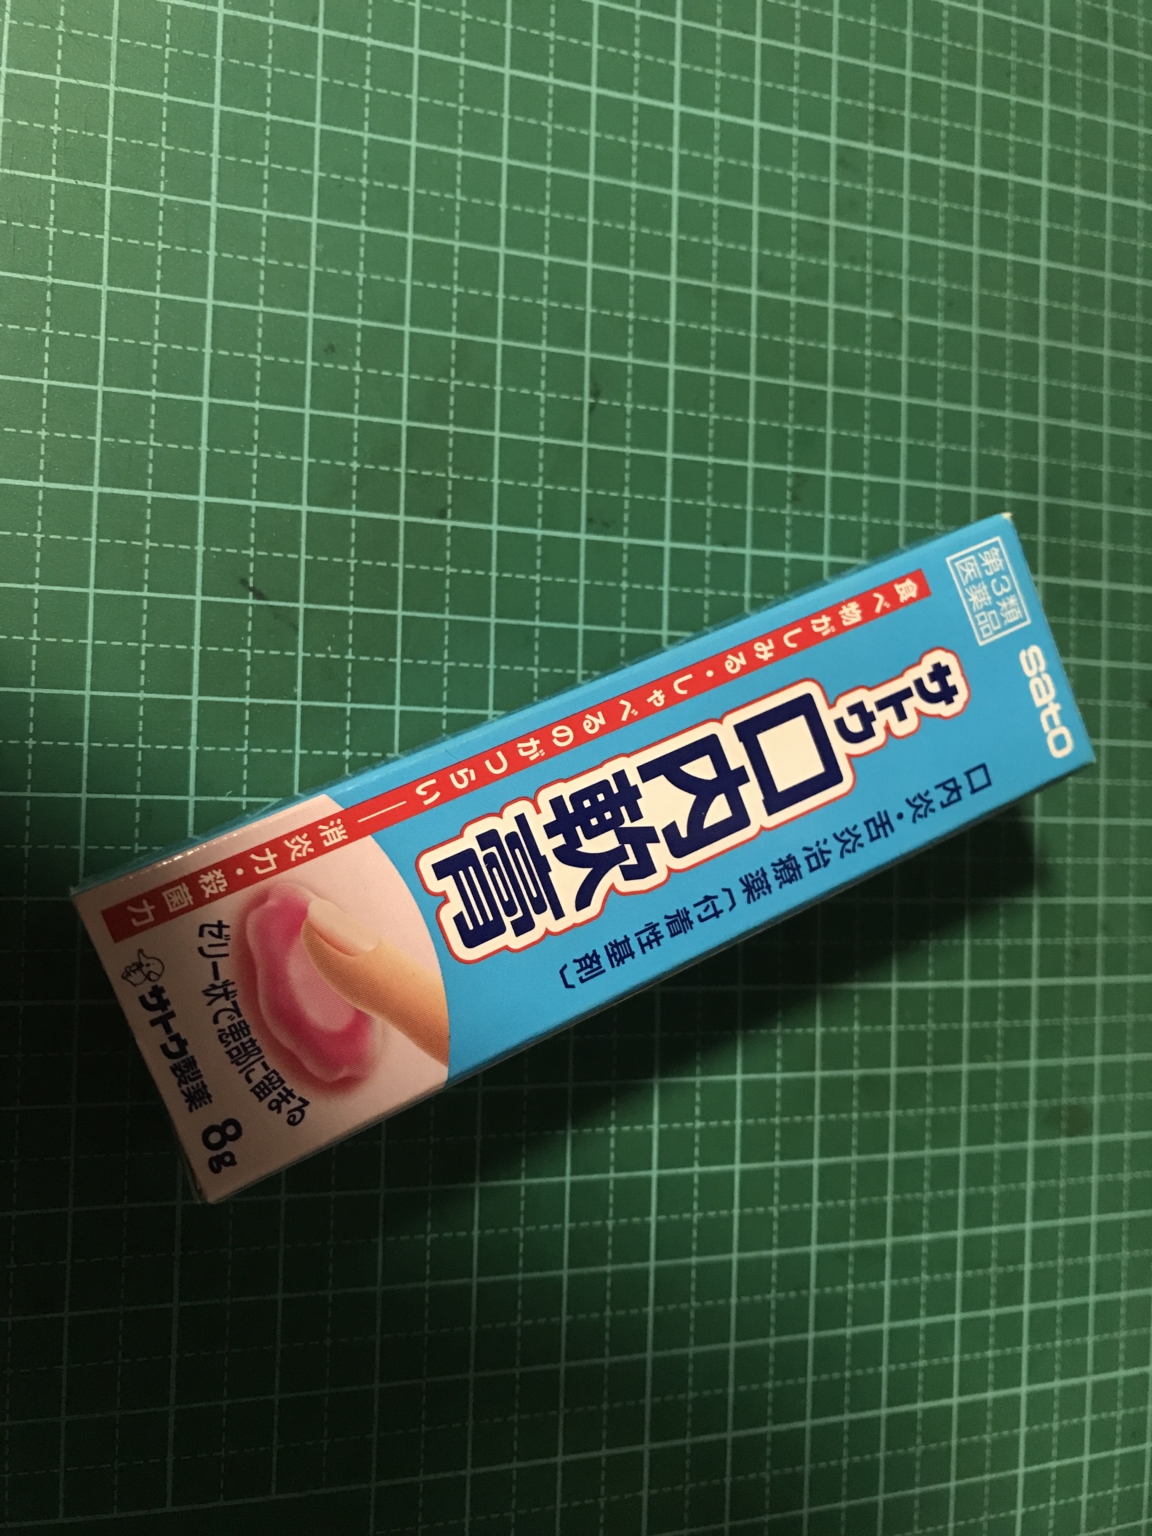 第3類
医薬品
sato
食べ物がしみる・しゃべるのがつらい――消炎力・殺菌力
サトウ
口内軟膏
口内炎・舌炎治療薬〔付着性基剤〕
ゼリー状で患部に留まる
サトウ製薬 8g